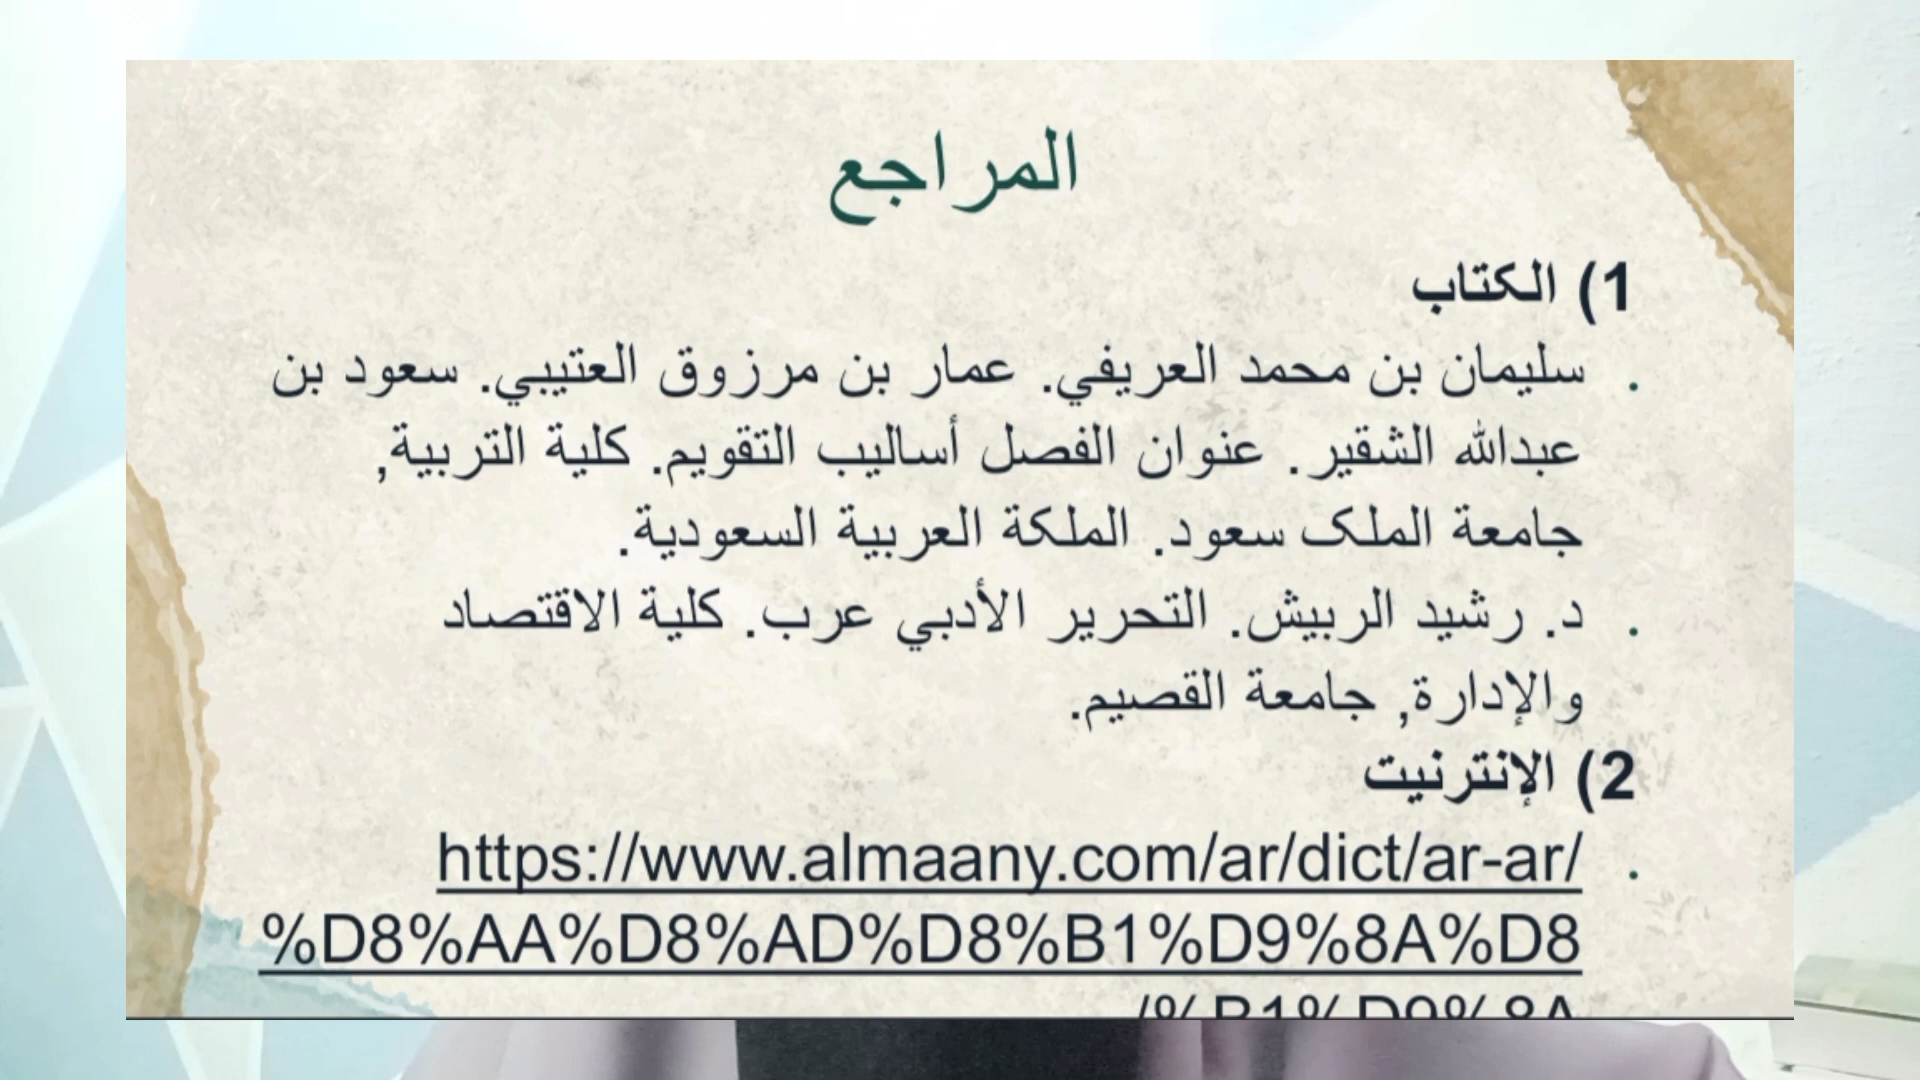 المراجع
1) الكتاب
. سليمان بن محمد العريفي. عمار بن مرزوق العتيبي. سعود بن
عبدالله الشقير. عنوان الفصل أساليب التقويم. كلية التربية,
جامعة الملک سعود. الملكة العربية السعودية.
. د. رشيد الربيش. التحرير الأدبي عرب. كلية الاقتصاد
والإدارة, جامعة القصيم.
2) الإنترنيت
. https://www.almaany.com/ar/dict/ar-ar/
%D8%AA%D8%AD%D8%B1%D9%8A%D8